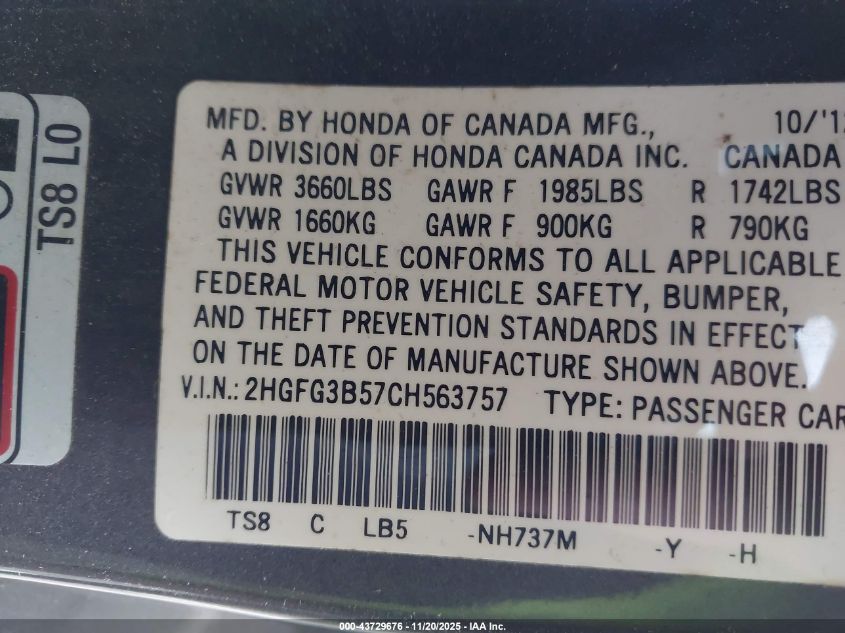 TS8 L0
MFD. BY HONDA OF CANADA MFG., 10/'12
A DIVISION OF HONDA CANADA INC. CANADA
GVWR 3660LBS GAWR F 1985LBS R 1742LBS
GVWR 1660KG GAWR F 900KG R 790KG
THIS VEHICLE CONFORMS TO ALL APPLICABLE
FEDERAL MOTOR VEHICLE SAFETY, BUMPER,
AND THEFT PREVENTION STANDARDS IN EFFECT
ON THE DATE OF MANUFACTURE SHOWN ABOVE.
V.I.N.: 2HGFG3B57CH563757 TYPE: PASSENGER CAR
TS8 C LB5 -NH737M -Y -H
000-43729676 - 11/20/2025 - IAA Inc.